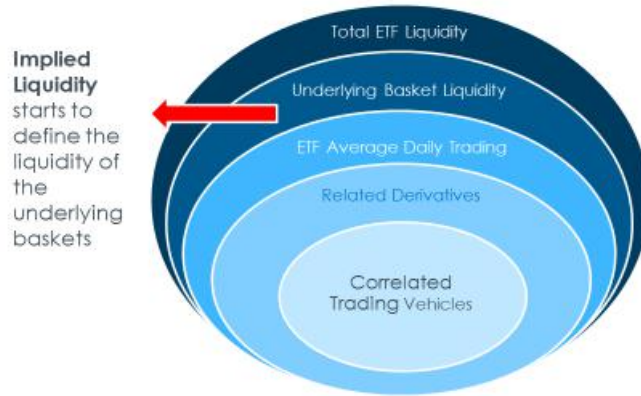 Implied
Liquidity
starts to
define the
liquidity of
the
underlying
baskets
Total ETF Liquidity
Underlying Basket Liquidity
ETF Average Daily Trading
Related Derivatives
Correlated
Trading Vehicles